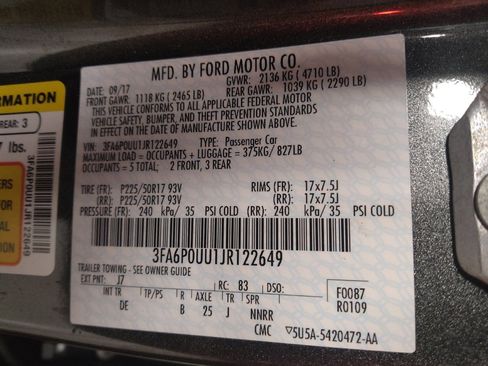 MFD. BY FORD MOTOR CO.
DATE: 09/17 GVWR: 2136 KG ( 4710 LB)
FRONT GAWR: 1118 KG ( 2465 LB) REAR GAWR: 1039 KG ( 2290 LB)
THIS VEHICLE CONFORMS TO ALL APPLICABLE FEDERAL MOTOR
VEHICLE SAFETY, BUMPER, AND THEFT PREVENTION STANDARDS
IN EFFECT ON THE DATE OF MANUFACTURE SHOWN ABOVE.
VIN: 3FA6P0UU1JR122649 TYPE: Passenger Car
MAXIMUM LOAD = OCCUPANTS + LUGGAGE = 375KG/ 827LB
OCCUPANTS = 5 TOTAL: 2 FRONT, 3 REAR
TIRE (FR): P225/50R17 93V RIMS (FR): 17x7.5J
(RR): P225/50R17 93V (RR): 17x7.5J
PRESSURE (FR): 240 kPa/ 35 PSI COLD (RR): 240 kPa/ 35 PSI COLD
3FA6P0UU1JR122649
TRAILER TOWING - SEE OWNER GUIDE
EXT PNT: J7 RC: 83 DSO: F0087
R0109
INT TR TP/PS R AXLE TR SPR
DE B 25 J NNRR
CMC ▽5U5A-5420472-AA
ORMATION
REAR: 3
7 lbs.
ERS
3FA6P0UU1JR122649